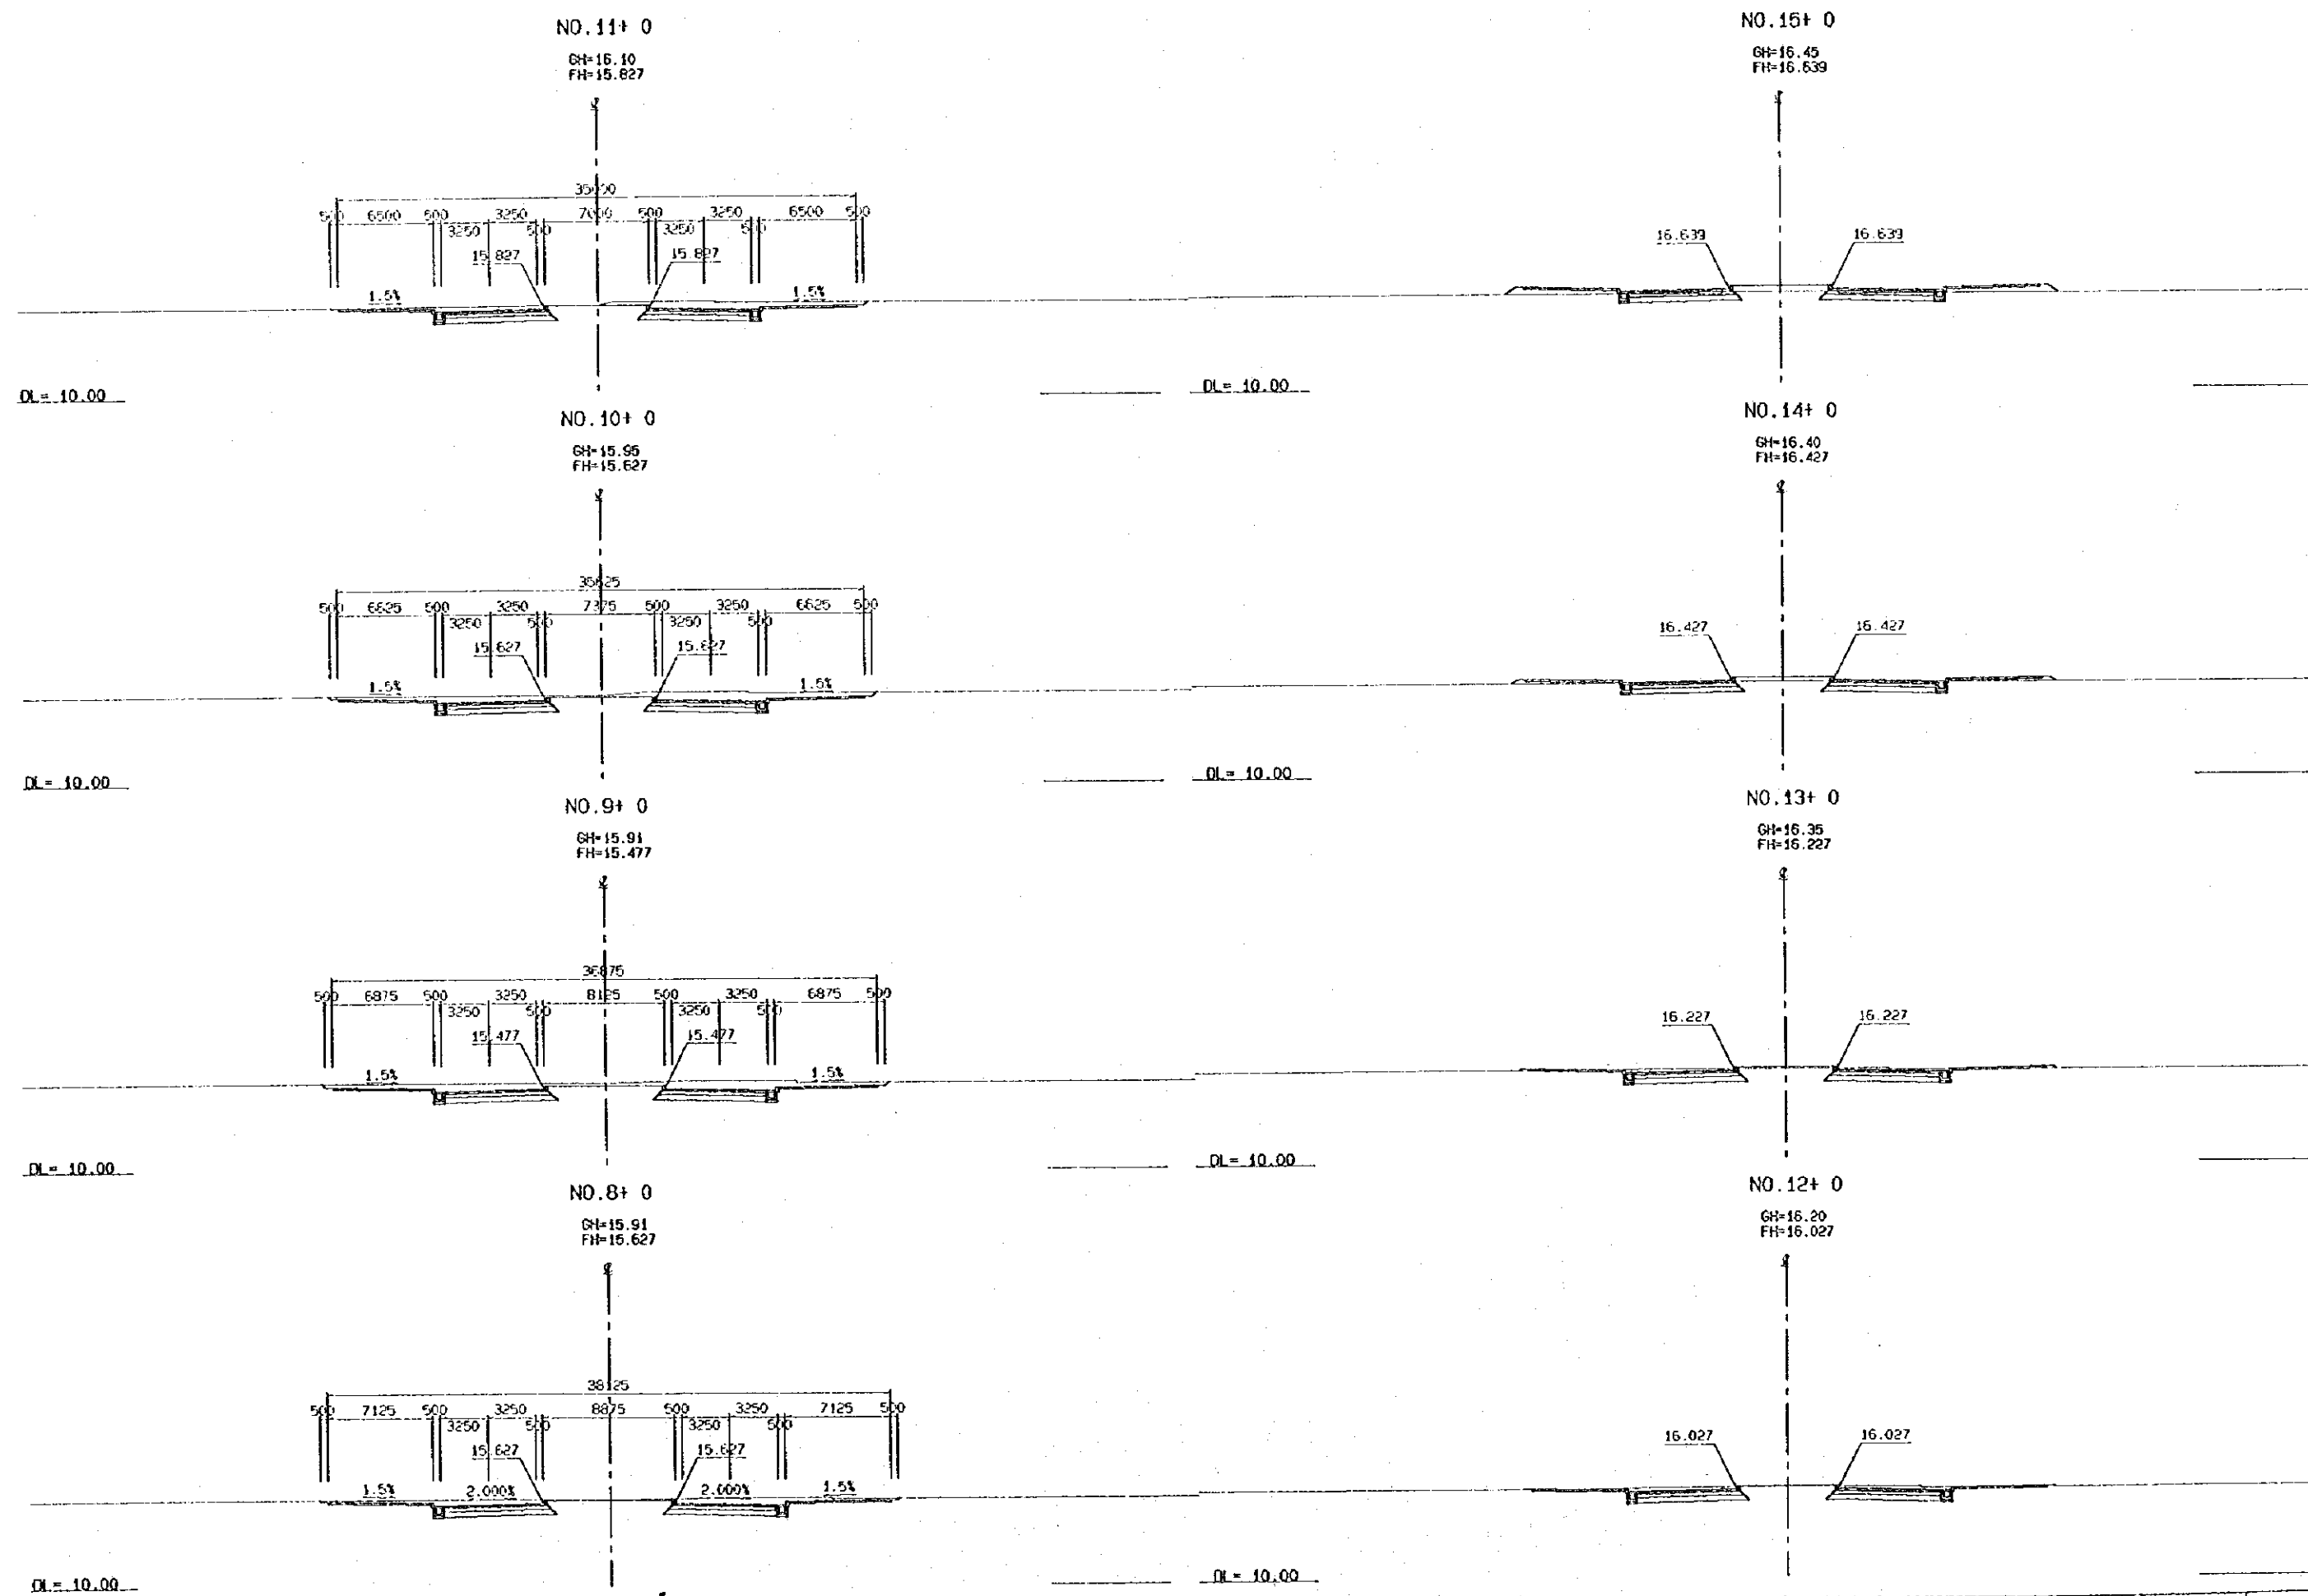 NO.11+ 0
GH=16.10
FH=15.827
35000
500 6500 500 3250 7000 500 3250 6500 500
3250 500 3250 500
15.827 15.827
1.5% 1.5%
DL= 10.00
NO.10+ 0
GH=15.95
FH=15.627
35625
500 6625 500 3250 7375 500 3250 6625 500
3250 500 3250 500
15.627 15.627
1.5% 1.5%
DL= 10.00
NO.9+ 0
GH=15.91
FH=15.477
36875
500 6875 500 3250 8125 500 3250 6875 500
3250 500 3250 500
15.477 15.477
1.5% 1.5%
DL= 10.00
NO.8+ 0
GH=15.91
FH=15.627
38125
500 7125 500 3250 8875 500 3250 7125 500
3250 500 3250 500
15.627 15.627
1.5% 2.000% 2.000% 1.5%
DL= 10.00
NO.15+ 0
GH=16.45
FH=16.639
16.639 16.639
DL= 10.00
NO.14+ 0
GH=16.40
FH=16.427
16.427 16.427
DL= 10.00
NO.13+ 0
GH=16.35
FH=16.227
16.227 16.227
DL= 10.00
NO.12+ 0
GH=16.20
FH=16.027
16.027 16.027
DL= 10.00